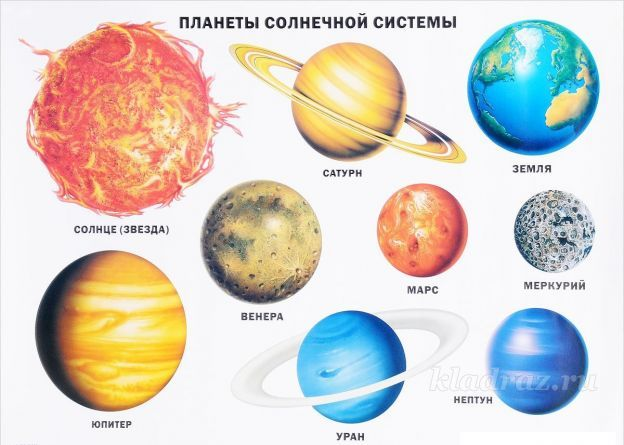 ПЛАНЕТЫ СОЛНЕЧНОЙ СИСТЕМЫ
САТУРН
ЗЕМЛЯ
СОЛНЦЕ (ЗВЕЗДА)
МАРС
МЕРКУРИЙ
ВЕНЕРА
kladraz.ru
НЕПТУН
ЮПИТЕР
УРАН